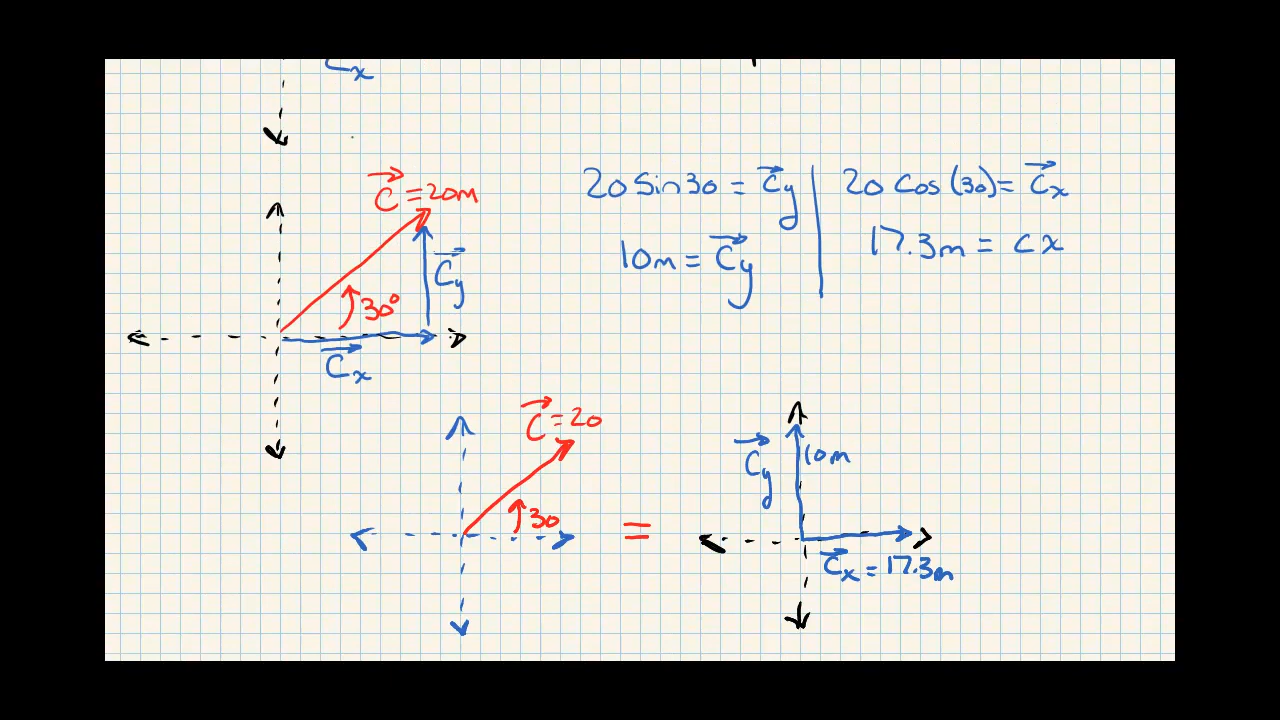 Cx
C = 20m
20 Sin 30 = Cy
20 Cos (30) = Cx
10m = Cy
17.3m = cx
Cy
30°
Cx
C = 20
30
=
Cy
10m
Cx = 17.3m